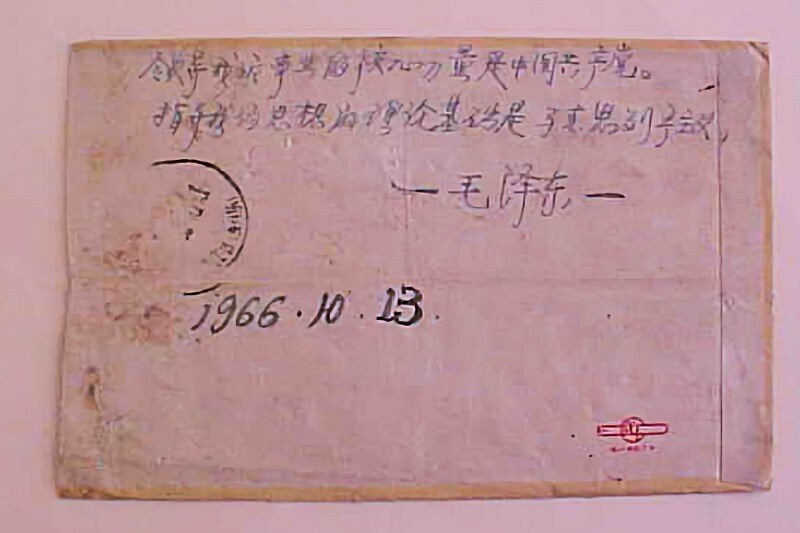 领导我们事业的核心力量是中国共产党。
指导我们思想的理论基础是马克思列宁主义。
—毛泽东—
1966.10.13.